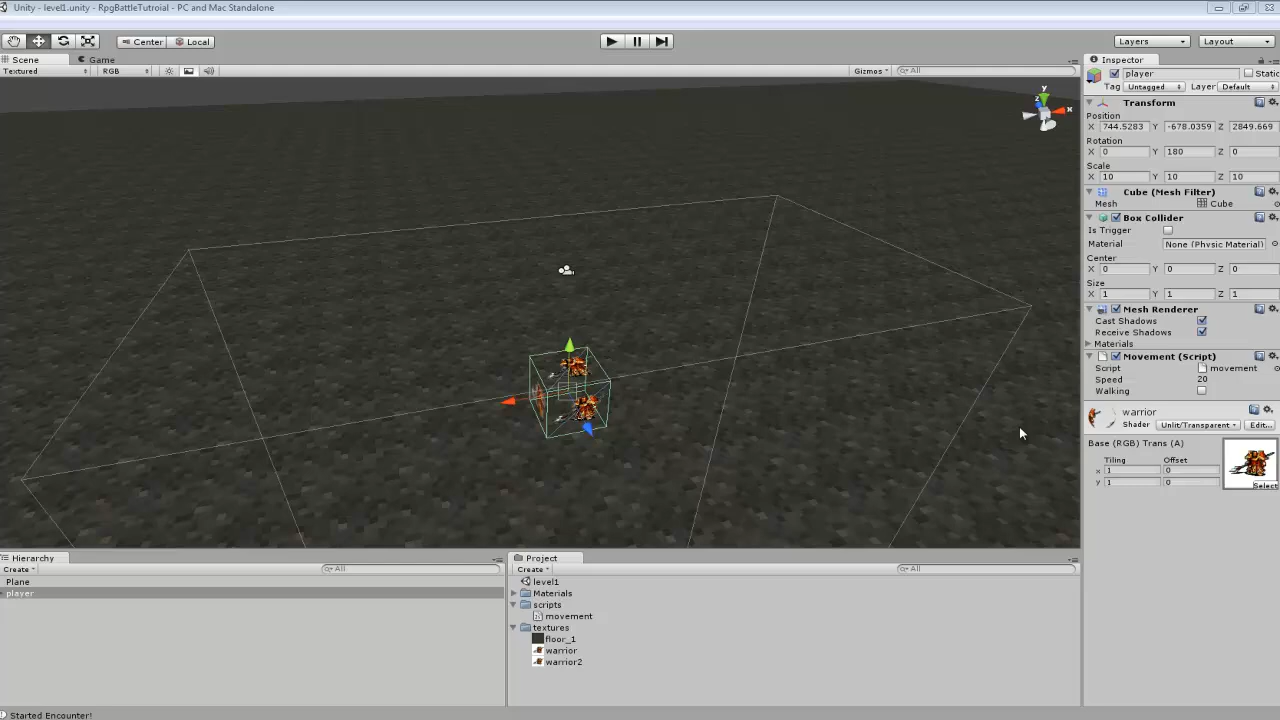 Unity - level1.unity - RpgBattleTutroial - PC and Mac Standalone
Center Local Layers Layout
Scene Game Inspector
Textured RGB Gizmos All
player Static
Tag Untagged Layer Default
Transform
Position
X 744.5283 Y -678.0359 Z 2849.669
Rotation
X 0 Y 180 Z 0
Scale
X 10 Y 10 Z 10
Cube (Mesh Filter)
Mesh Cube
Box Collider
Is Trigger
Material None (Physic Material)
Center
X 0 Y 0 Z 0
Size
X 1 Y 1 Z 1
Mesh Renderer
Cast Shadows
Receive Shadows
Materials
Movement (Script)
Script movement
Speed 20
Walking
warrior
Shader Unlit/Transparent Edit...
Base (RGB) Trans (A)
Tiling Offset
x 1 0
y 1 0
Select
y
x
z
Hierarchy
Create All
Plane
player
Project
Create All
level1
Materials
scripts
movement
textures
floor_1
warrior
warrior2
Started Encounter!